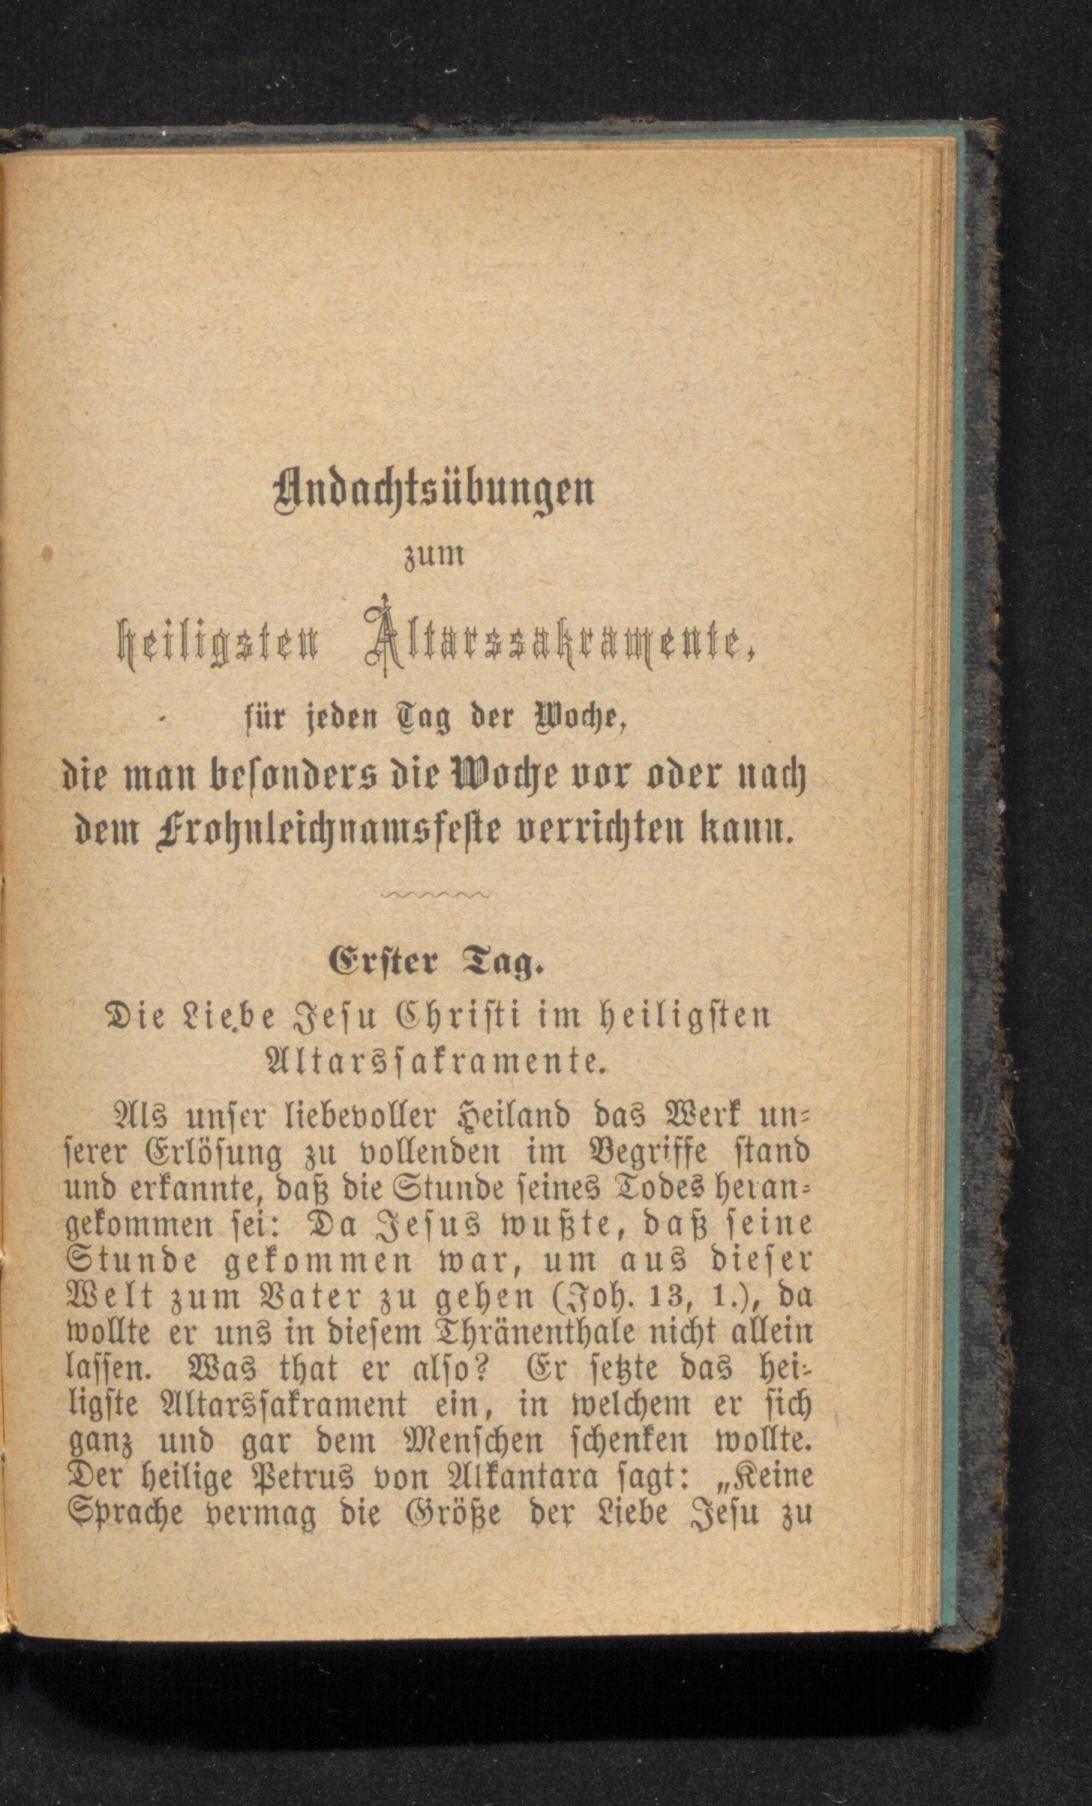 Andachtsübungen
zum
heiligsten Altarssakramente,
für jeden Tag der Woche,
die man besonders die Woche vor oder nach
dem Frohnleichnamsfeste verrichten kann.
Erster Tag.
Die Liebe Jesu Christi im heiligsten
Altarssakramente.
Als unser liebevoller Heiland das Werk un-
serer Erlösung zu vollenden im Begriffe stand
und erkannte, daß die Stunde seines Todes heran-
gekommen sei: Da Jesus wußte, daß seine
Stunde gekommen war, um aus dieser
Welt zum Vater zu gehen (Joh. 13, 1.), da
wollte er uns in diesem Thränenthale nicht allein
lassen. Was that er also? Er setzte das hei-
ligste Altarssakrament ein, in welchem er sich
ganz und gar dem Menschen schenken wollte.
Der heilige Petrus von Alkantara sagt: „Keine
Sprache vermag die Größe der Liebe Jesu zu